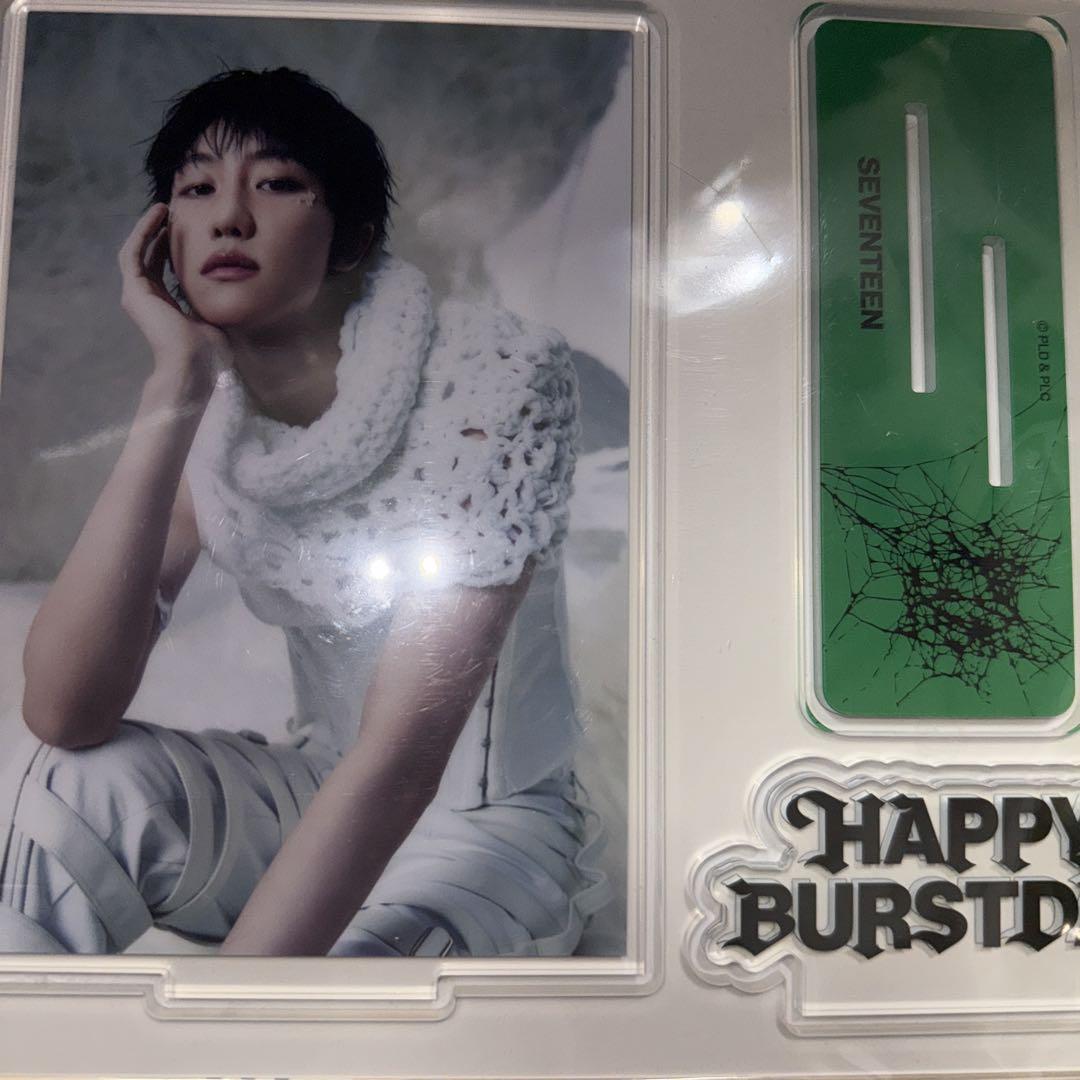 SEVENTEEN
© PLD & PLC
HAPPY
BURSTD